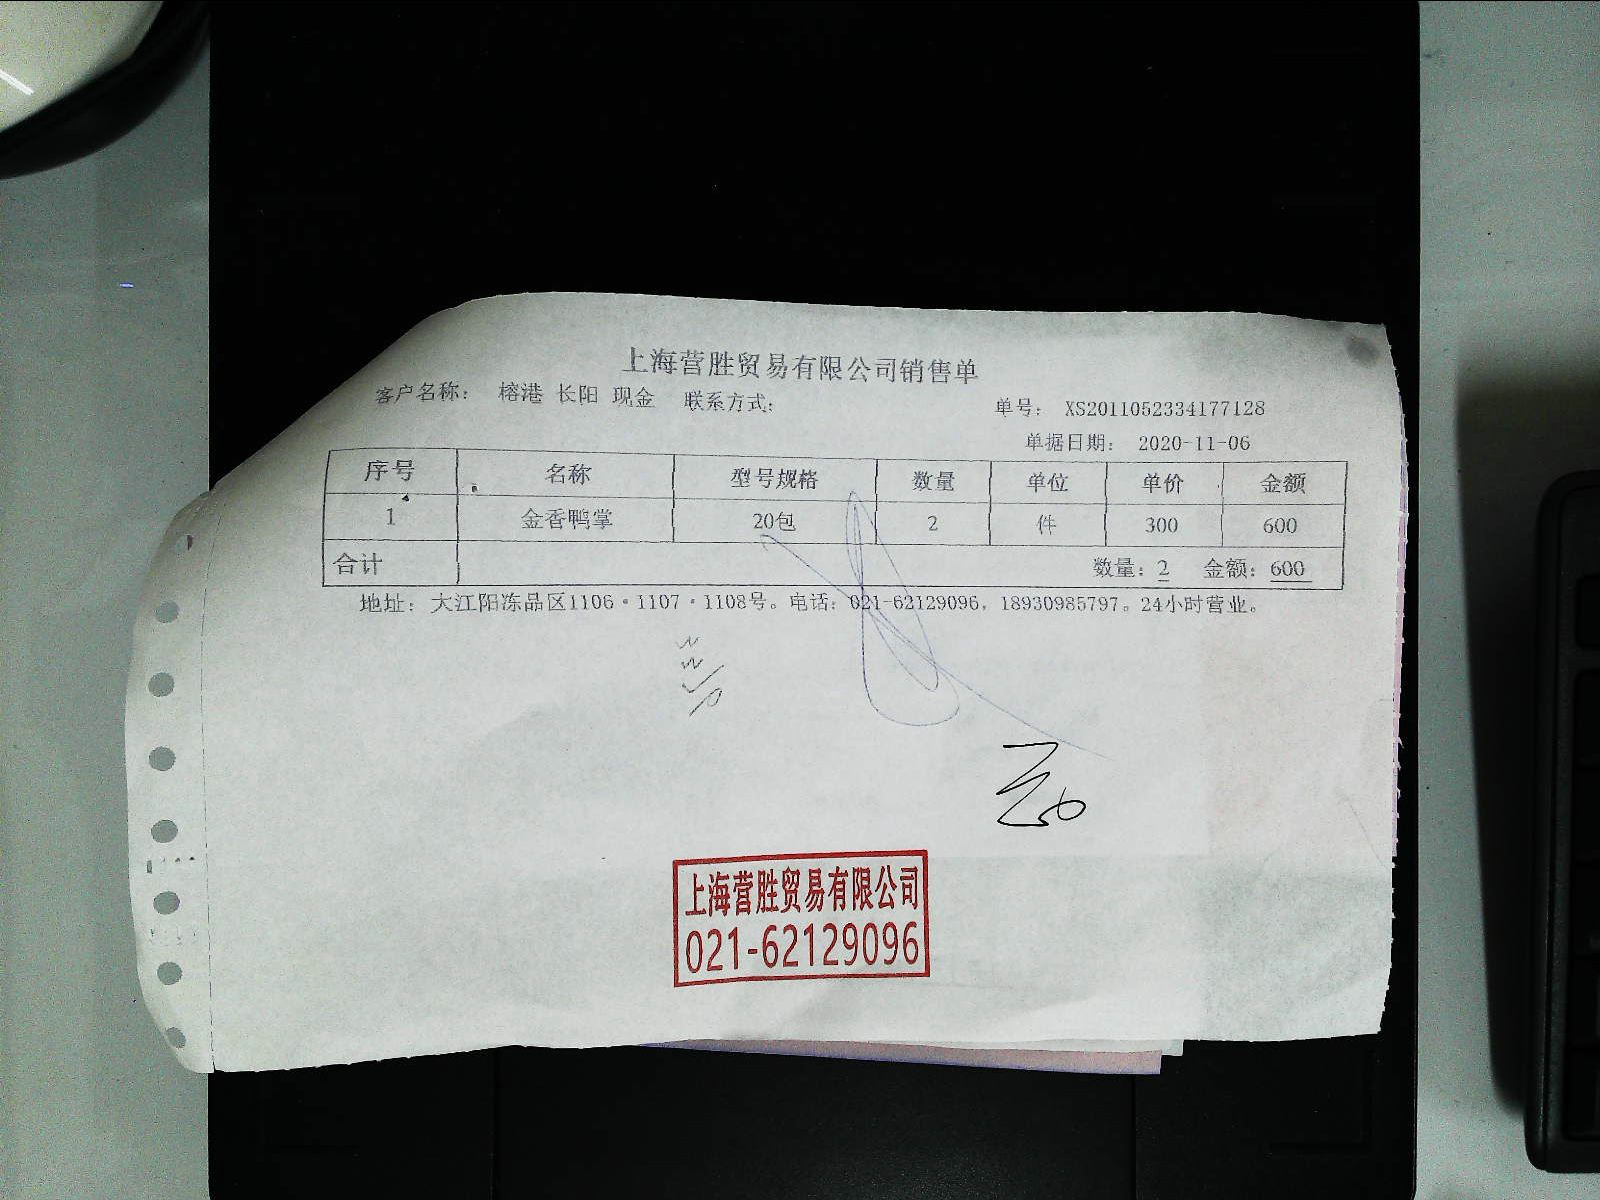 上海营胜贸易有限公司销售单
客户名称: 榕港 长阳 现金 联系方式: 单号: XS2011052334177128
单据日期: 2020-11-06
序号 名称 型号规格 数量 单位 单价 金额
1 金香鸭掌 20包 2 件 300 600
合计 数量: 2 金额: 600
地址: 大江阳冻品区1106·1107·1108号。电话: 021-62129096, 18930985797。24小时营业。
上海营胜贸易有限公司
021-62129096